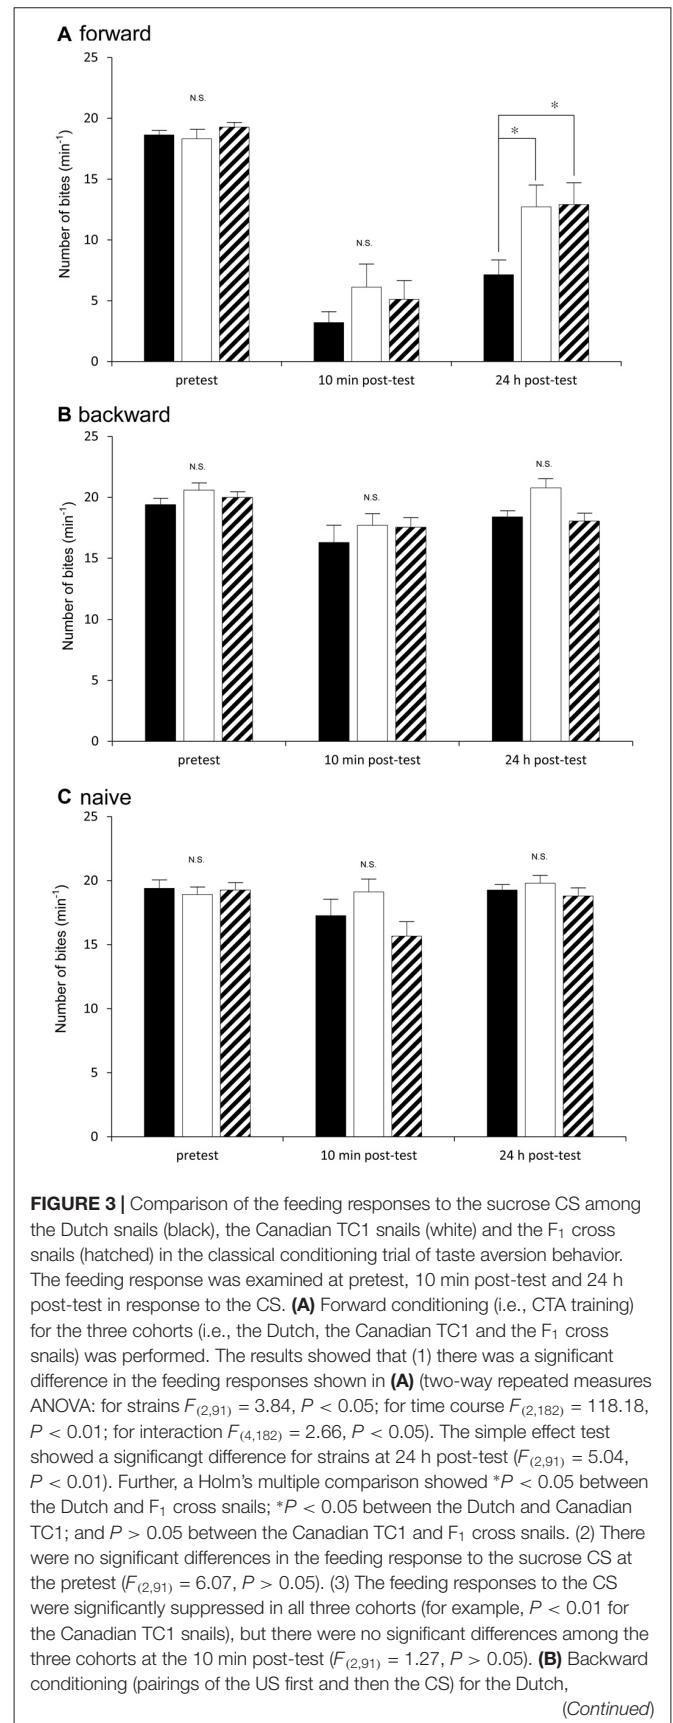 A forward
25
20
15
10
5
0
Number of bites (min⁻¹)
N.S.
N.S.
*
*
pretest
10 min post-test
24 h post-test
B backward
25
20
15
10
5
0
Number of bites (min⁻¹)
N.S.
N.S.
N.S.
pretest
10 min post-test
24 h post-test
C naive
25
20
15
10
5
0
Number of bites (min⁻¹)
N.S.
N.S.
N.S.
pretest
10 min post-test
24 h post-test
FIGURE 3 | Comparison of the feeding responses to the sucrose CS among
the Dutch snails (black), the Canadian TC1 snails (white) and the F₁ cross
snails (hatched) in the classical conditioning trial of taste aversion behavior.
The feeding response was examined at pretest, 10 min post-test and 24 h
post-test in response to the CS. (A) Forward conditioning (i.e., CTA training)
for the three cohorts (i.e., the Dutch, the Canadian TC1 and the F₁ cross
snails) was performed. The results showed that (1) there was a significant
difference in the feeding responses shown in (A) (two-way repeated measures
ANOVA: for strains F(2,91) = 3.84, P < 0.05; for time course F(2,182) = 118.18,
P < 0.01; for interaction F(4,182) = 2.66, P < 0.05). The simple effect test
showed a significangt difference for strains at 24 h post-test (F(2,91) = 5.04,
P < 0.01). Further, a Holm's multiple comparison showed *P < 0.05 between
the Dutch and F₁ cross snails; *P < 0.05 between the Dutch and Canadian
TC1; and P > 0.05 between the Canadian TC1 and F₁ cross snails. (2) There
were no significant differences in the feeding response to the sucrose CS at
the pretest (F(2,91) = 6.07, P > 0.05). (3) The feeding responses to the CS
were significantly suppressed in all three cohorts (for example, P < 0.01 for
the Canadian TC1 snails), but there were no significant differences among the
three cohorts at the 10 min post-test (F(2,91) = 1.27, P > 0.05). (B) Backward
conditioning (pairings of the US first and then the CS) for the Dutch,
(Continued)